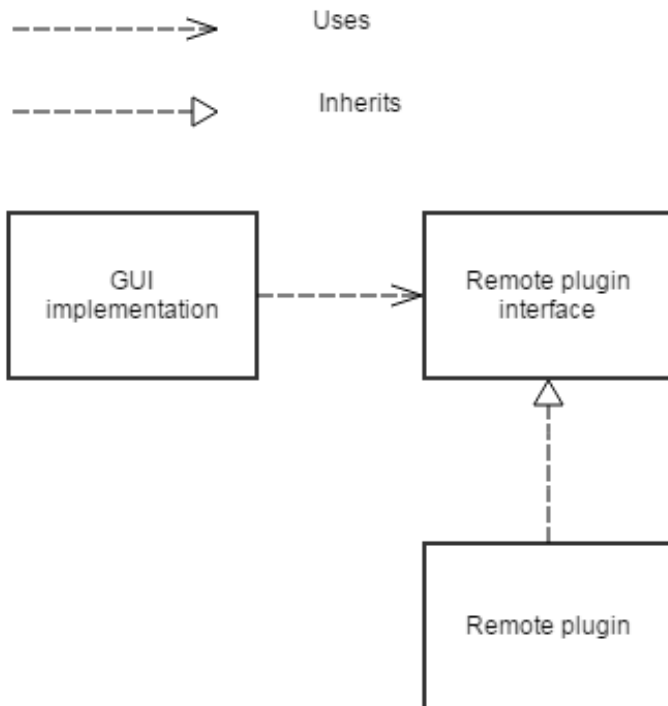 Uses
Inherits
GUI
implementation
Remote plugin
interface
Remote plugin